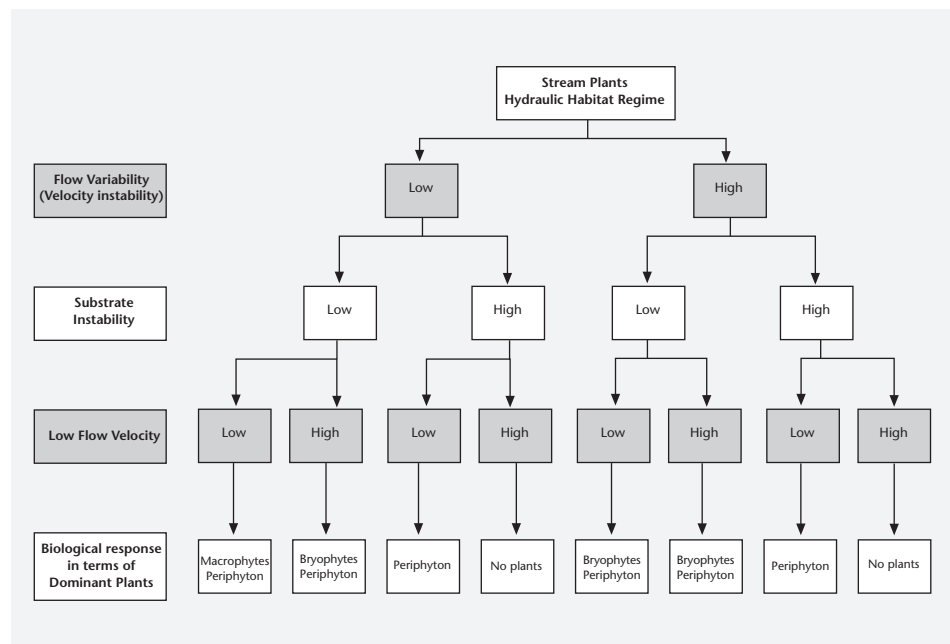 Stream Plants
Hydraulic Habitat Regime
Flow Variability
(Velocity instability)
Low
High
Substrate
Instability
Low
High
Low
High
Low Flow Velocity
Low
High
Low
High
Low
High
Low
High
Biological response
in terms of
Dominant Plants
Macrophytes
Periphyton
Bryophytes
Periphyton
Periphyton
No plants
Bryophytes
Periphyton
Bryophytes
Periphyton
Periphyton
No plants